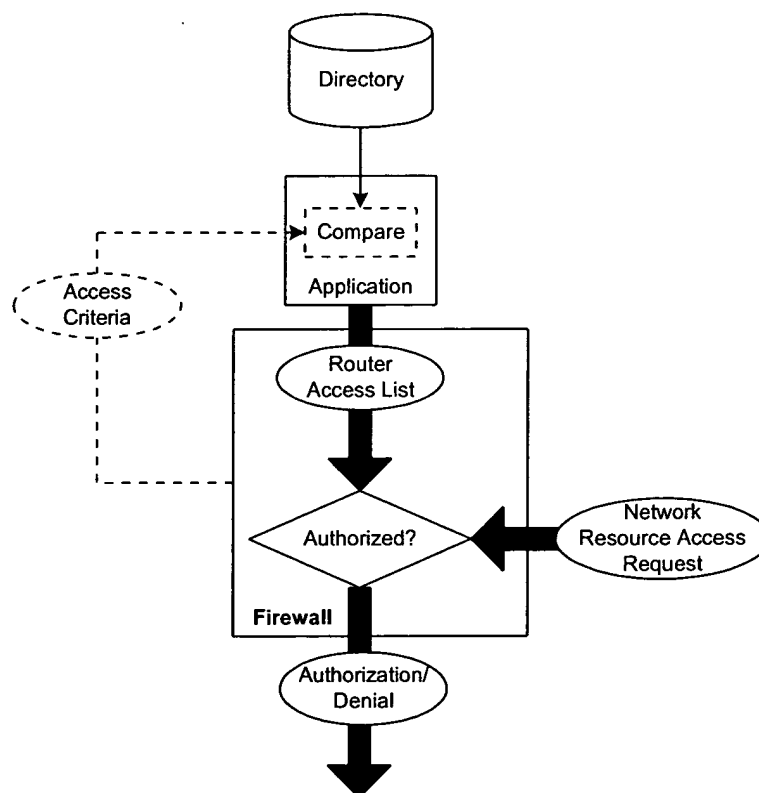 Directory
Compare
Application
Access
Criteria
Router
Access List
Authorized?
Network
Resource Access
Request
Firewall
Authorization/
Denial